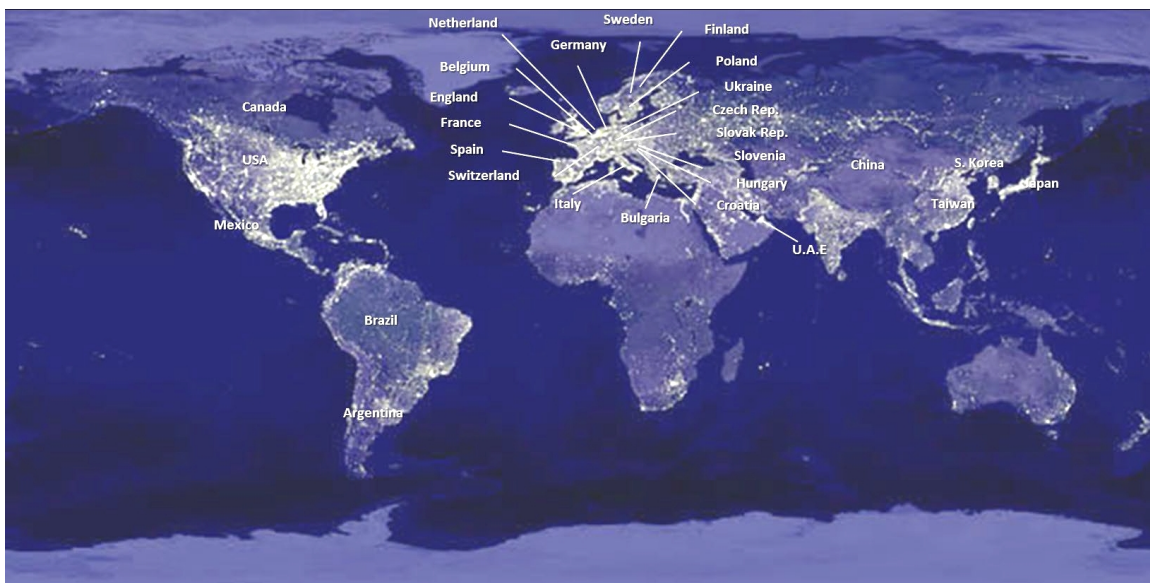 Netherland
Sweden
Finland
Germany
Belgium
Poland
Ukraine
England
Canada
Czech Rep.
France
Slovak Rep.
Spain
USA
Slovenia
China
S. Korea
Switzerland
Hungary
Japan
Italy
Croatia
Taiwan
Bulgaria
Mexico
U.A.E
Brazil
Argentina